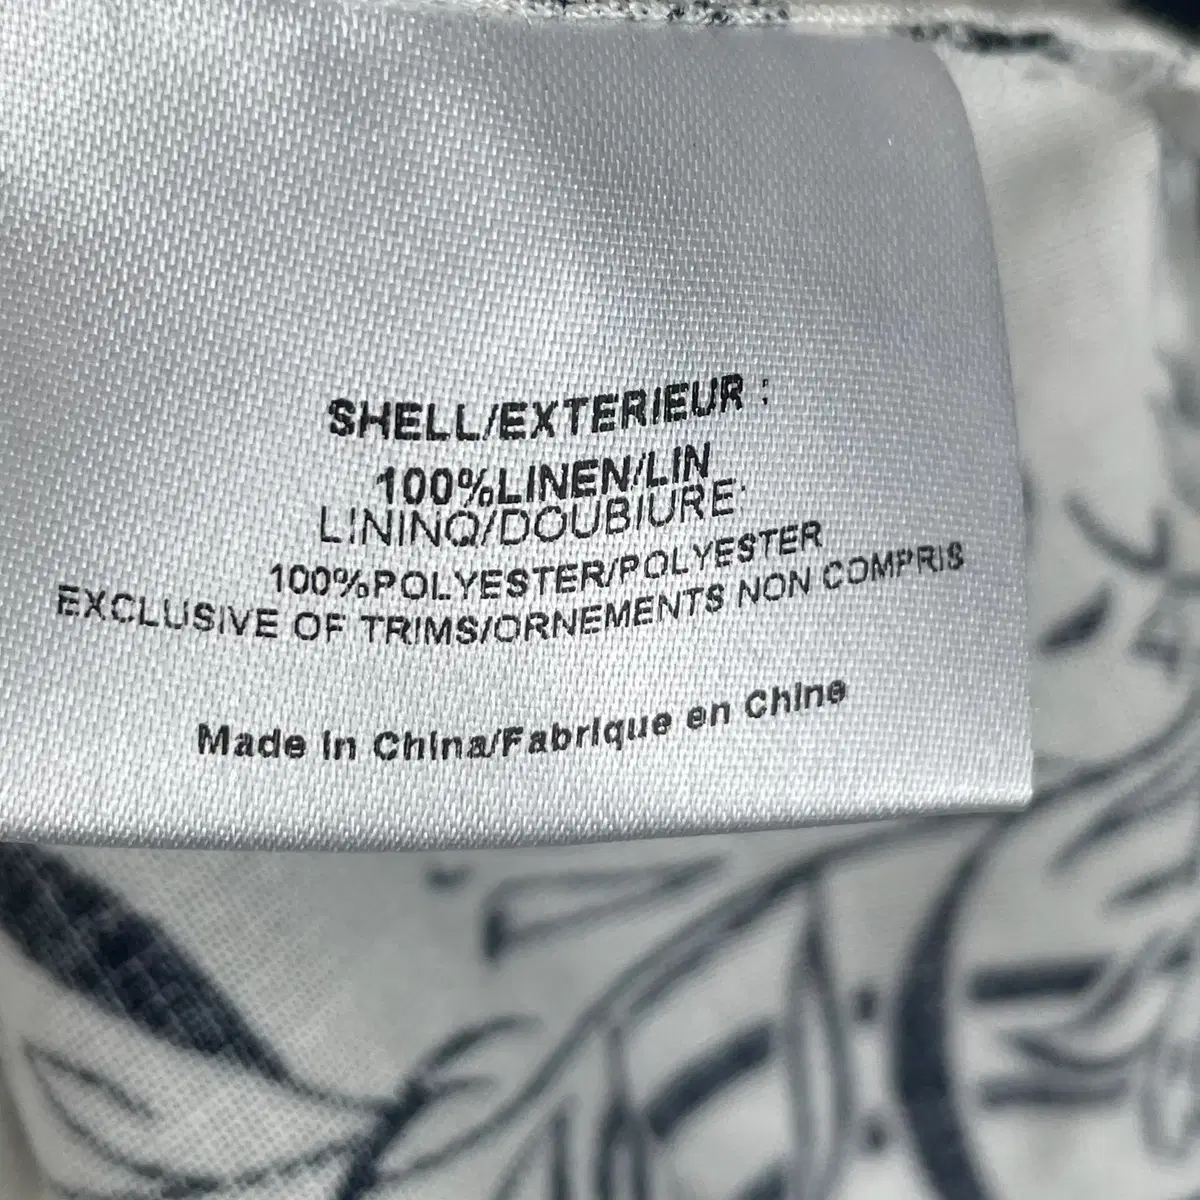 SHELL/EXTERIEUR :
100%LINEN/LIN
LININQ/DOUBIURE:
100%POLYESTER/POLYESTER
EXCLUSIVE OF TRIMS/ORNEMENTS NON COMPRIS
Made in China/Fabrique en Chine